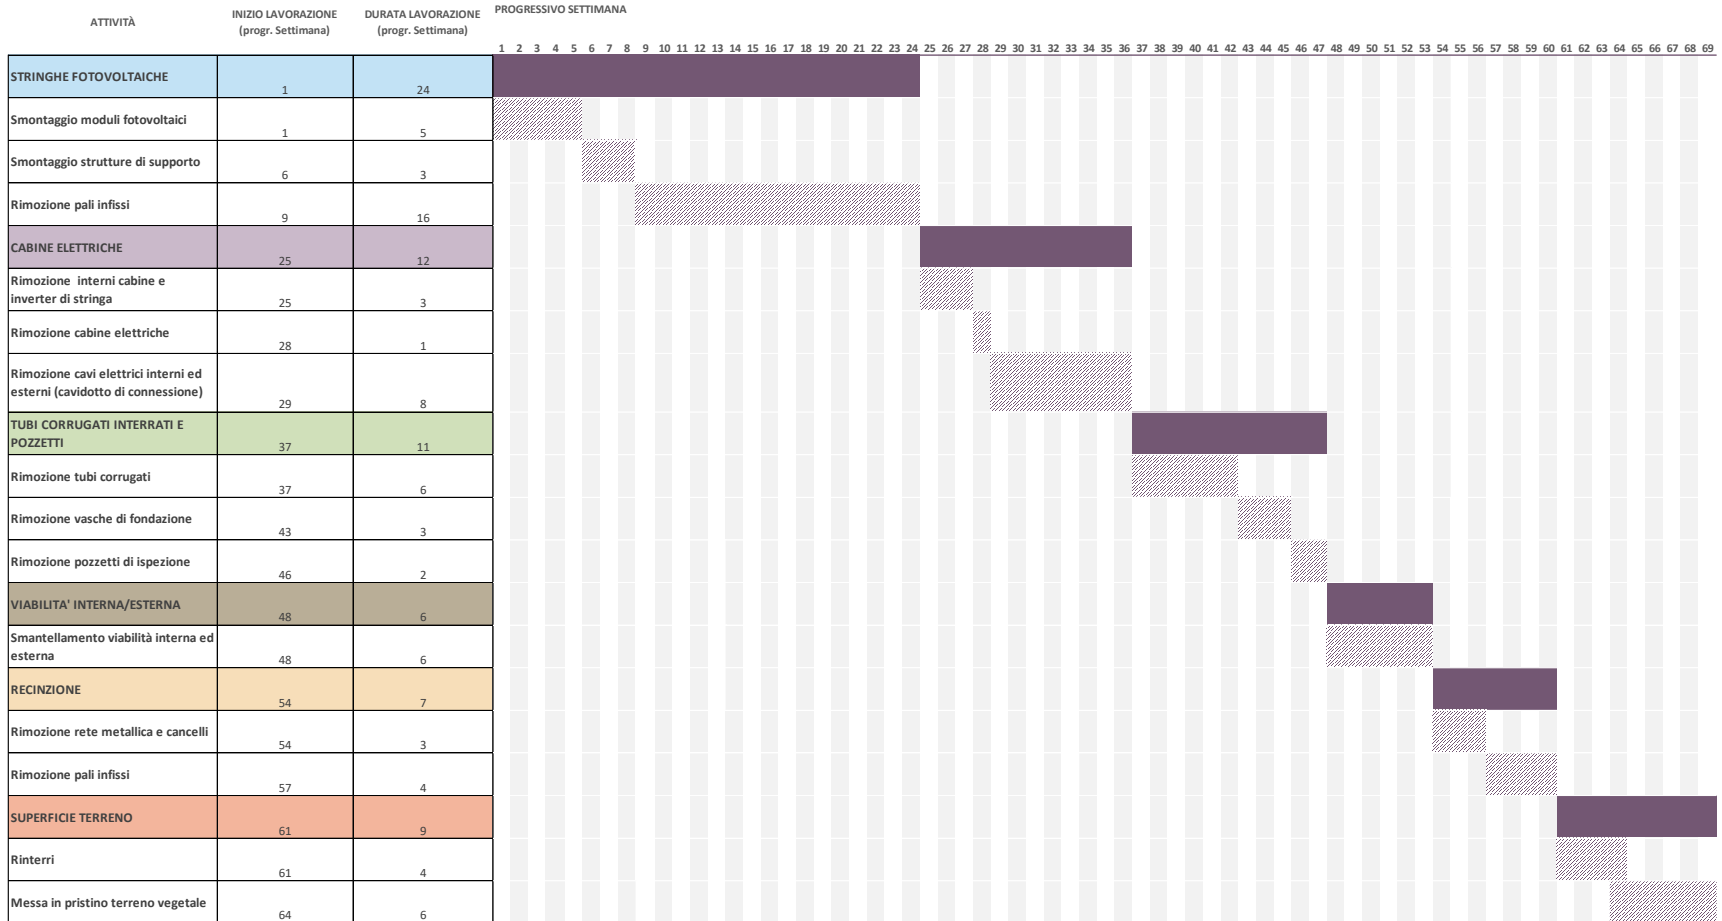 ATTIVITÀ
INIZIO LAVORAZIONE
(progr. Settimana)
DURATA LAVORAZIONE
(progr. Settimana)
PROGRESSIVO SETTIMANA
1 2 3 4 5 6 7 8 9 10 11 12 13 14 15 16 17 18 19 20 21 22 23 24 25 26 27 28 29 30 31 32 33 34 35 36 37 38 39 40 41 42 43 44 45 46 47 48 49 50 51 52 53 54 55 56 57 58 59 60 61 62 63 64 65 66 67 68 69
STRINGHE FOTOVOLTAICHE 1 24
Smontaggio moduli fotovoltaici 1 5
Smontaggio strutture di supporto 6 3
Rimozione pali infissi 9 16
CABINE ELETTRICHE 25 12
Rimozione interni cabine e
inverter di stringa 25 3
Rimozione cabine elettriche 28 1
Rimozione cavi elettrici interni ed
esterni (cavidotto di connessione) 29 8
TUBI CORRUGATI INTERRATI E
POZZETTI 37 11
Rimozione tubi corrugati 37 6
Rimozione vasche di fondazione 43 3
Rimozione pozzetti di ispezione 46 2
VIABILITA' INTERNA/ESTERNA 48 6
Smantellamento viabilità interna ed
esterna 48 6
RECINZIONE 54 7
Rimozione rete metallica e cancelli 54 3
Rimozione pali infissi 57 4
SUPERFICIE TERRENO 61 9
Rinterri 61 4
Messa in pristino terreno vegetale 64 6